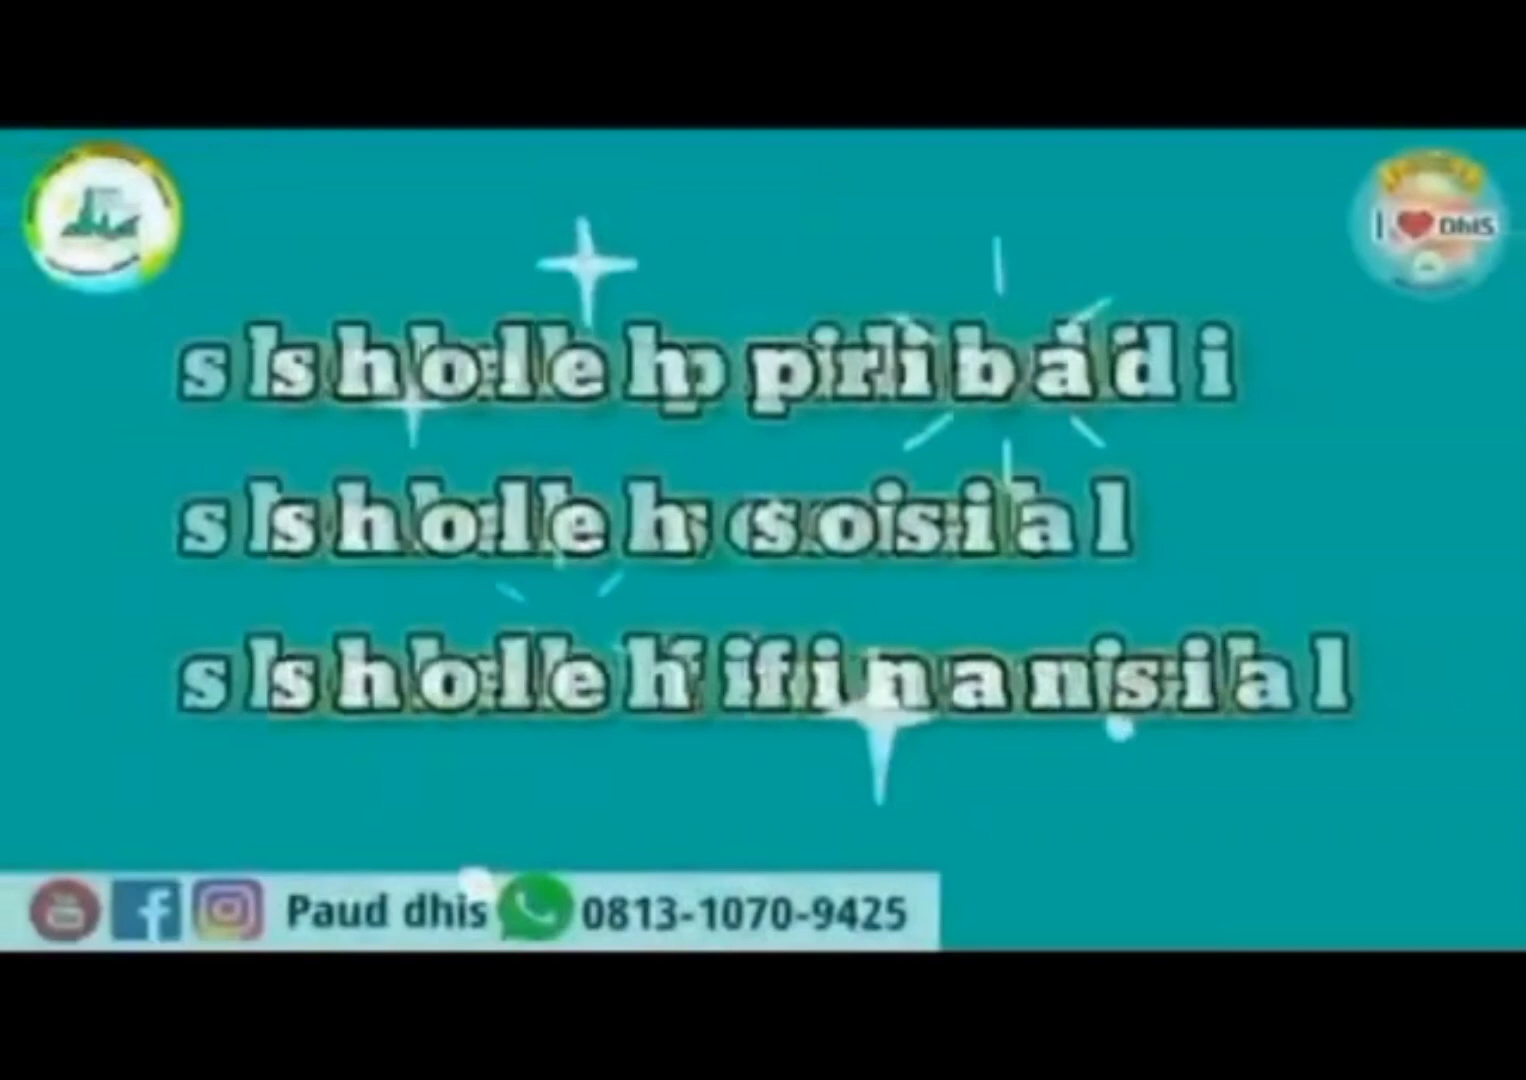 I ❤ DhIS
sholeh pribadi
sholeh sosial
sholeh finansial
Paud dhis 0813-1070-9425